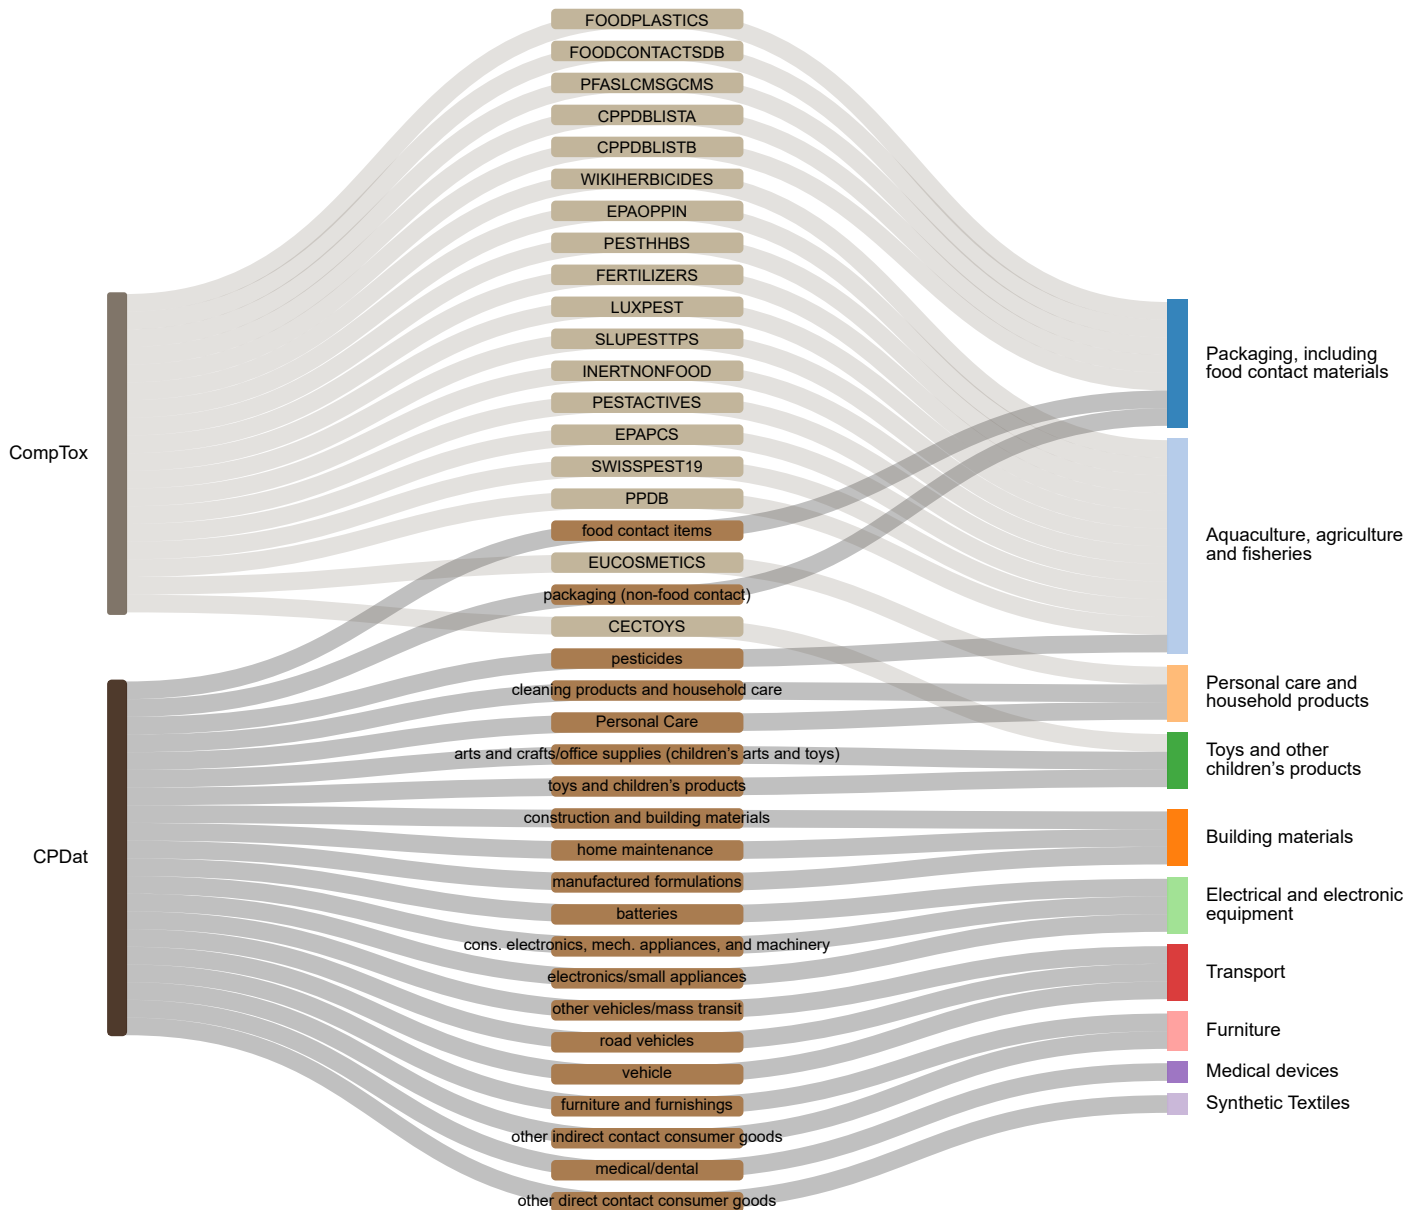 CompTox
CPDat
FOODPLASTICS
FOODCONTACTSDB
PFASLCMSGCMS
CPPDBLISTA
CPPDBLISTB
WIKIHERBICIDES
EPAOPPIN
PESTHHBS
FERTILIZERS
LUXPEST
SLUPESTTPS
INERTNONFOOD
PESTACTIVES
EPAPCS
SWISSPEST19
PPDB
food contact items
EUCOSMETICS
packaging (non-food contact)
CECTOYS
pesticides
cleaning products and household care
Personal Care
arts and crafts/office supplies (children’s arts and toys)
toys and children’s products
construction and building materials
home maintenance
manufactured formulations
batteries
cons. electronics, mech. appliances, and machinery
electronics/small appliances
other vehicles/mass transit
road vehicles
vehicle
furniture and furnishings
other indirect contact consumer goods
medical/dental
other direct contact consumer goods
Packaging, including
food contact materials
Aquaculture, agriculture
and fisheries
Personal care and
household products
Toys and other
children’s products
Building materials
Electrical and electronic
equipment
Transport
Furniture
Medical devices
Synthetic Textiles